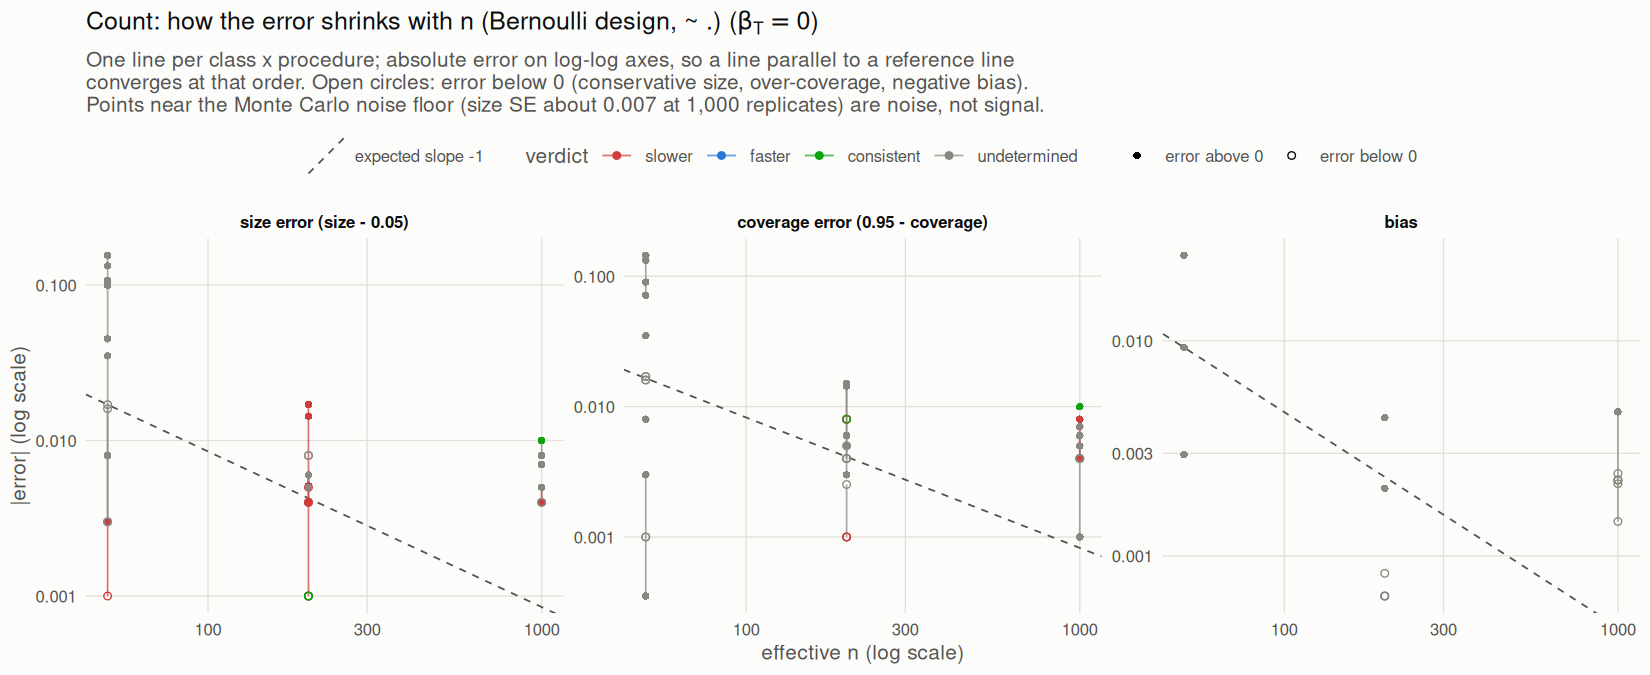 Count: how the error shrinks with n (Bernoulli design, ~ .) (βT = 0)
One line per class x procedure; absolute error on log-log axes, so a line parallel to a reference line
converges at that order. Open circles: error below 0 (conservative size, over-coverage, negative bias).
Points near the Monte Carlo noise floor (size SE about 0.007 at 1,000 replicates) are noise, not signal.
expected slope -1 verdict slower faster consistent undetermined error above 0 error below 0
size error (size - 0.05)
coverage error (0.95 - coverage)
bias
|error| (log scale)
0.100
0.010
0.001
100 300 1000
0.100
0.010
0.001
100 300 1000
0.010
0.003
0.001
100 300 1000
effective n (log scale)